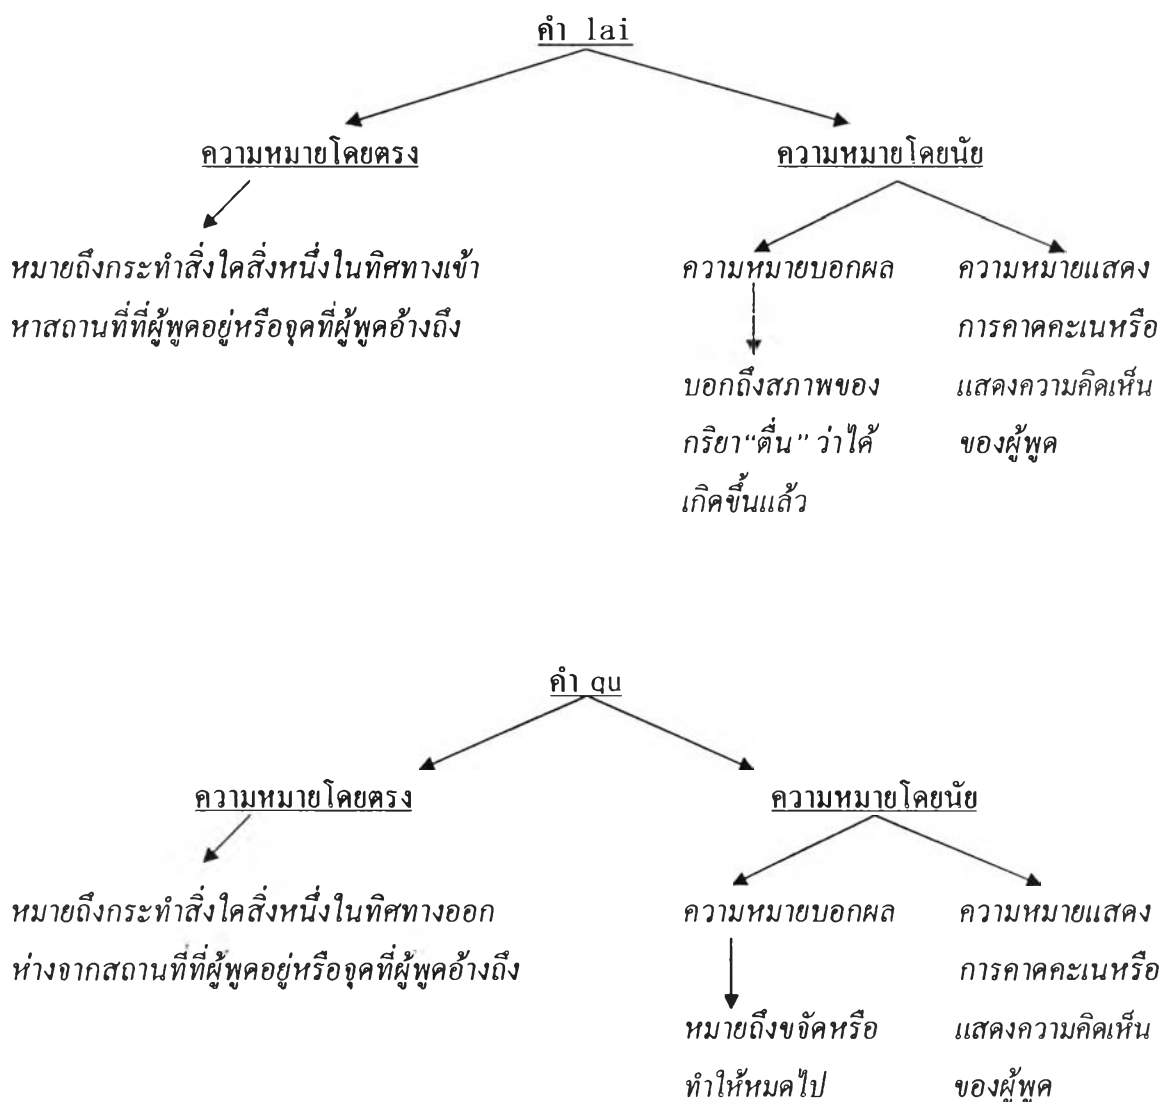 คำ lai
ความหมายโดยตรง
ความหมายโดยนัย
หมายถึงกระทำสิ่งใดสิ่งหนึ่งในทิศทางเข้า
หาสถานที่ที่ผู้พูดอยู่หรือจุดที่ผู้พูดอ้างถึง
ความหมายบอกผล
บอกถึงสภาพของ
กริยา“ตื่น” ว่าได้
เกิดขึ้นแล้ว
ความหมายแสดง
การคาดคะเนหรือ
แสดงความคิดเห็น
ของผู้พูด
คำ qu
ความหมายโดยตรง
ความหมายโดยนัย
หมายถึงกระทำสิ่งใดสิ่งหนึ่งในทิศทางออก
ห่างจากสถานที่ที่ผู้พูดอยู่หรือจุดที่ผู้พูดอ้างถึง
ความหมายบอกผล
หมายถึงขจัดหรือ
ทำให้หมดไป
ความหมายแสดง
การคาดคะเนหรือ
แสดงความคิดเห็น
ของผู้พูด